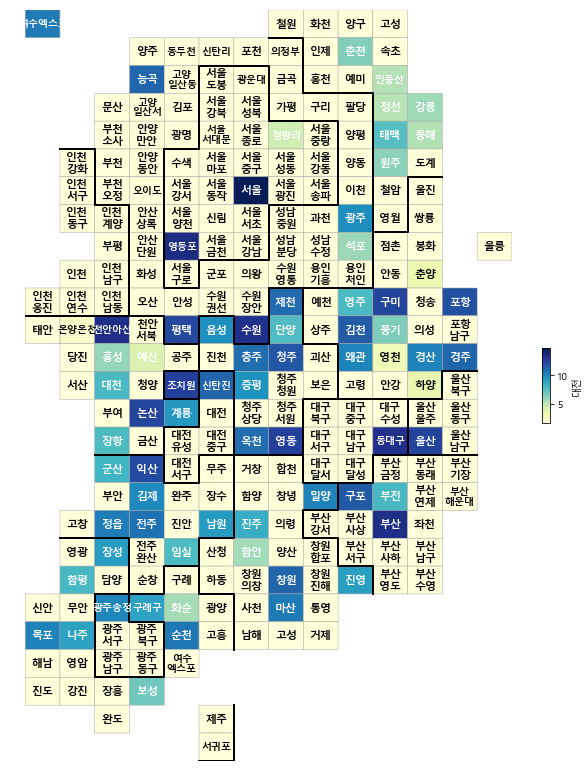 여수엑스포 철원 화천 양구 고성
양주 동두천 신탄리 포천 의정부 인제 춘천 속초
능곡 고양 일산동 서울 도봉 광운대 금곡 홍천 예미 민둥산
문산 고양 일산서 김포 서울 강북 서울 성북 가평 구리 팔당 정선 강릉
부천 소사 안양 만안 광명 서울 서대문 서울 종로 청량리 서울 중랑 양평 태백 동해
인천 강화 부천 안양 동안 수색 서울 마포 서울 중구 서울 성동 서울 강동 양동 원주 도계
인천 서구 부천 오정 오이도 서울 강서 서울 동작 서울 서울 광진 서울 송파 이천 철암 울진
인천 동구 인천 계양 안산 상록 서울 양천 신림 서울 서초 성남 중원 과천 광주 영월 쌍룡
부평 안산 단원 영등포 서울 금천 서울 강남 성남 분당 성남 수정 석포 점촌 봉화 울릉
인천 인천 남구 화성 서울 구로 군포 의왕 수원 영통 용인 기흥 용인 처인 안동 춘양
인천 옹진 인천 연수 인천 남동 오산 안성 수원 권선 수원 장안 제천 예천 영주 구미 청송 포항
태안 온양온천 천안아산 천안 서북 평택 음성 수원 단양 상주 김천 풍기 의성 포항 남구
당진 홍성 예산 공주 진천 충주 청주 괴산 왜관 영천 경산 경주
서산 대천 청양 조치원 신탄진 증평 청주 청원 보은 고령 안강 하양 울산 북구
부여 논산 계룡 대전 청주 상당 청주 서원 대구 북구 대구 중구 대구 수성 울산 울주 울산 동구
장항 금산 대전 유성 대전 중구 옥천 영동 대구 서구 대구 남구 동대구 울산 울산 남구
군산 익산 대전 서구 무주 거창 합천 대구 달서 대구 달성 부산 금정 부산 동래 부산 기장
부안 김제 완주 장수 함양 창녕 밀양 구포 부전 부산 연제 부산 해운대
고창 정읍 전주 진안 남원 진주 의령 부산 강서 부산 사상 부산 좌천
영광 장성 전주 완산 임실 산청 함안 양산 창원 합포 부산 서구 부산 사하 부산 남구
함평 담양 순창 구례 하동 창원 의창 창원 창원 진해 진영 부산 영도 부산 수영
신안 무안 광주송정 구례구 화순 광양 사천 마산 통영
목포 나주 광주 서구 광주 북구 순천 고흥 남해 고성 거제
해남 영암 광주 남구 광주 동구 여수 엑스포
진도 강진 장흥 보성
완도 제주
서귀포
10
5
대전